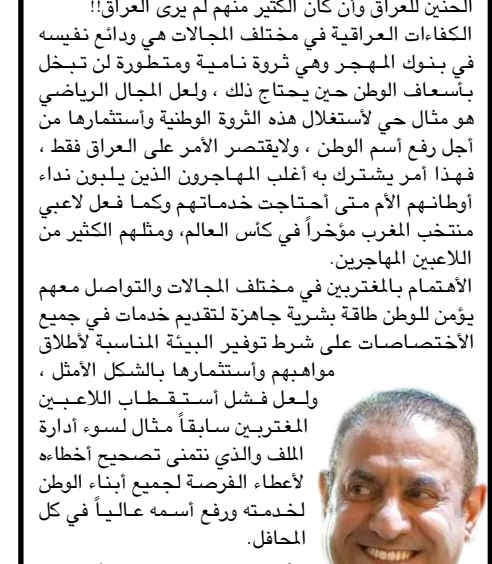 الحنين للعراق وأن كان الكثير منهم لم يرى العراق!!
الكفاءات العراقية في مختلف المجالات هي ودائع نفيسه
في بنوك المهجر وهي ثروة نامية ومتطورة لن تبخل
بأسعاف الوطن حين يحتاج ذلك ، ولعل المجال الرياضي
هو مثال حي لأستغلال هذه الثروة الوطنية وأستثمارها من
أجل رفع أسم الوطن ، ولايقتصر الأمر على العراق فقط ،
فهذا أمر يشترك به أغلب المهاجرون الذين يلبون نداء
أوطانهم الأم متى أحتاجت خدماتهم وكما فعل لاعبي
منتخب المغرب مؤخراً في كأس العالم، ومثلهم الكثير من
اللاعبين المهاجرين.
الأهتمام بالمغتربين في مختلف المجالات والتواصل معهم
يؤمن للوطن طاقة بشرية جاهزة لتقديم خدمات في جميع
الأختصاصات على شرط توفير البيئة المناسبة لأطلاق
مواهبهم وأستثمارها بالشكل الأمثل ،
ولعل فشل أستقطاب اللاعبين
المغتربين سابقاً مثال لسوء أدارة
الملف والذي نتمنى تصحيح أخطاءه
لأعطاء الفرصة لجميع أبناء الوطن
لخدمته ورفع أسمه عالياً في كل
المحافل.